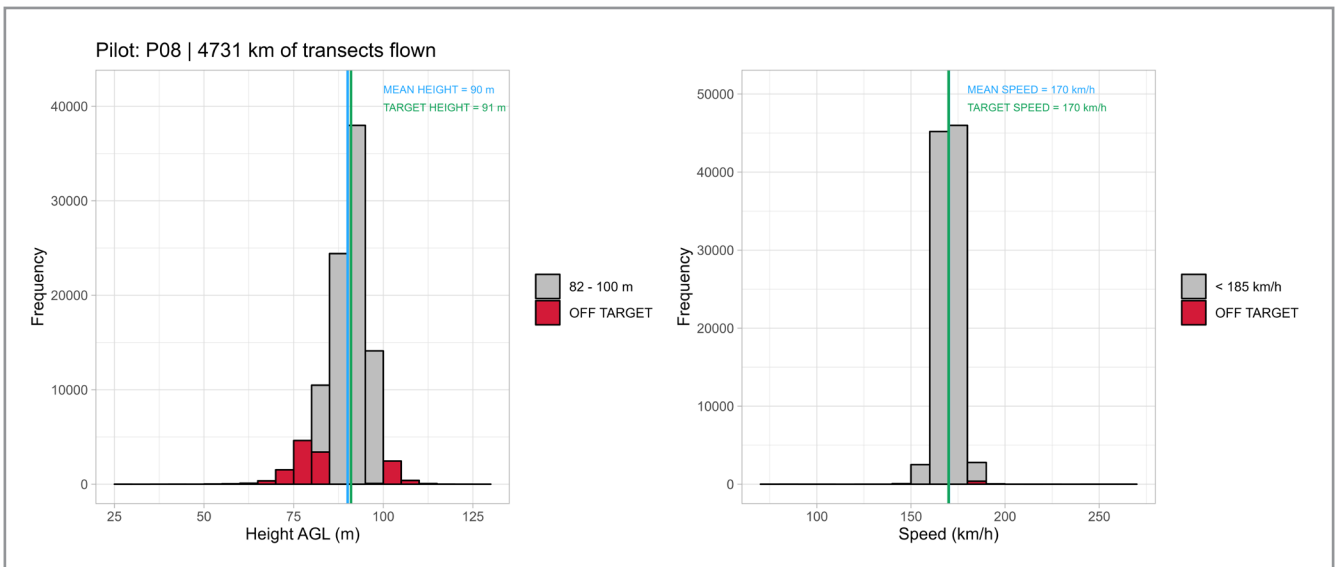 Pilot: P08 | 4731 km of transects flown
MEAN HEIGHT = 90 m
TARGET HEIGHT = 91 m
40000
30000
20000
10000
0
Frequency
25 50 75 100 125
Height AGL (m)
82 - 100 m
OFF TARGET
MEAN SPEED = 170 km/h
TARGET SPEED = 170 km/h
50000
40000
30000
20000
10000
0
Frequency
100 150 200 250
Speed (km/h)
< 185 km/h
OFF TARGET